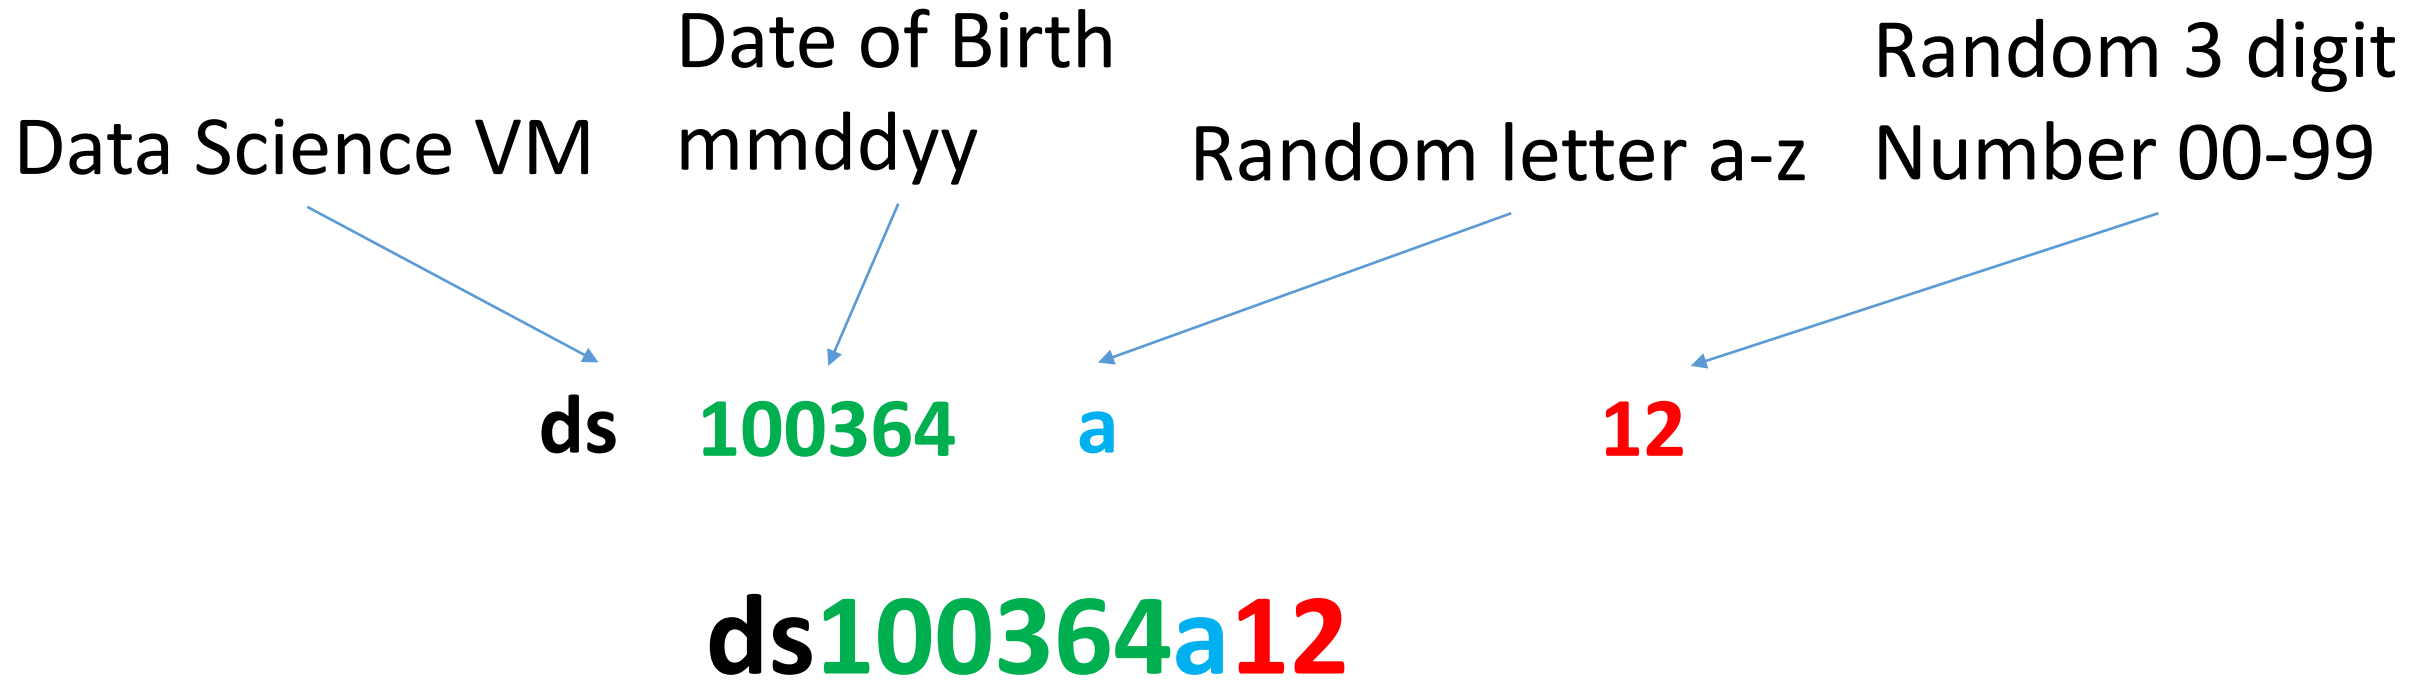 Data Science VM
Date of Birth
mmddyy
Random letter a-z
Random 3 digit
Number 00-99
ds 100364 a 12
ds100364a12